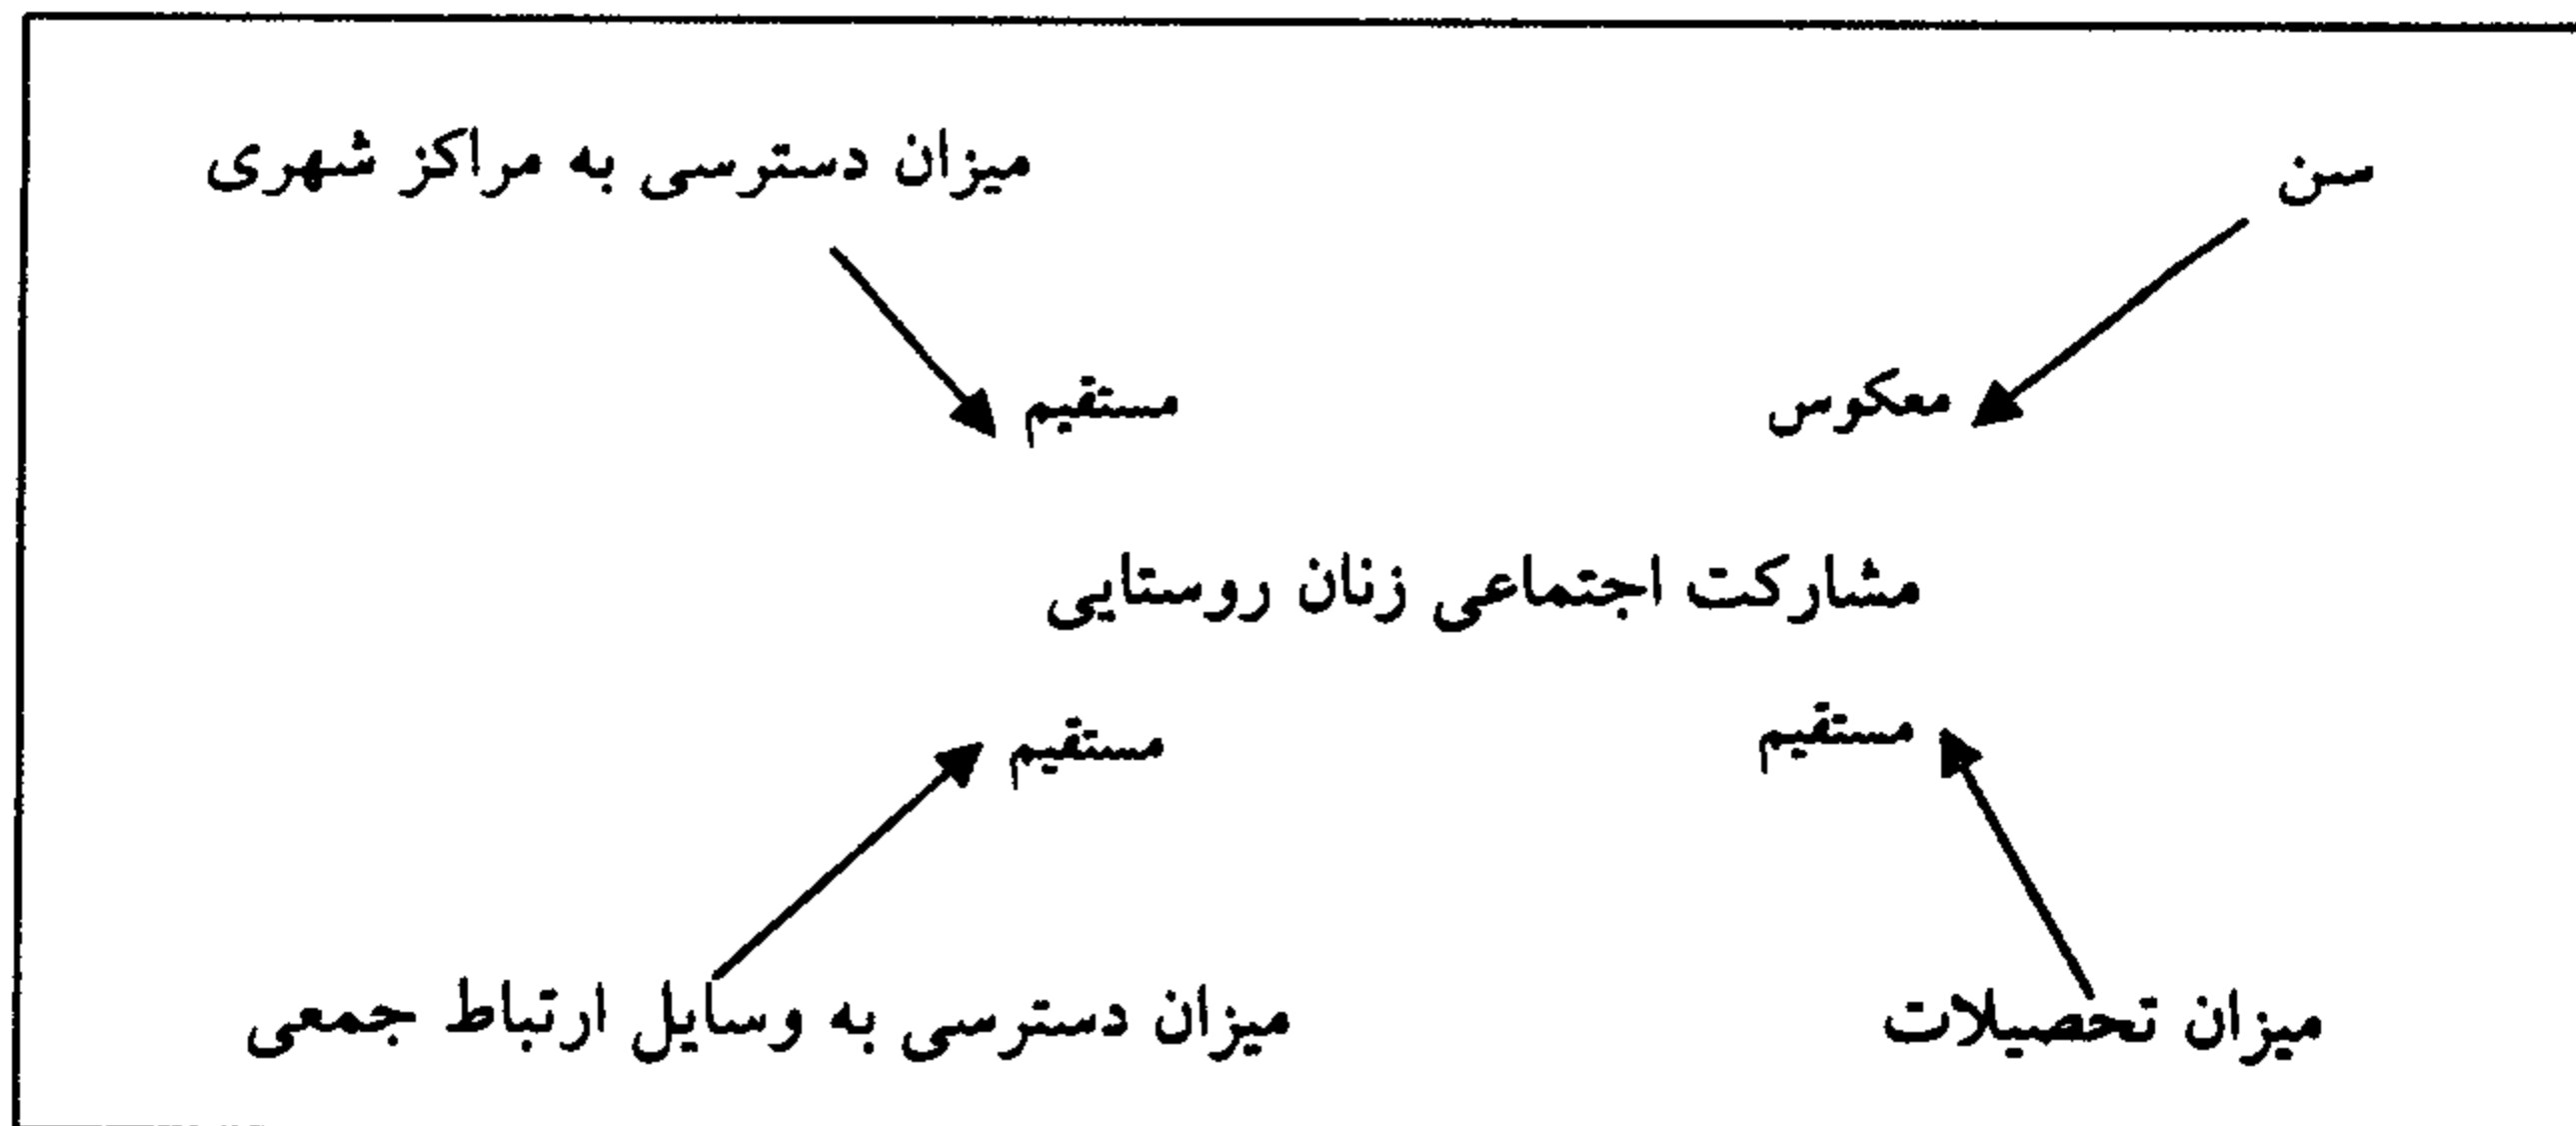 سن
میزان دسترسی به مراکز شهری
معکوس
مستقیم
مشارکت اجتماعی زنان روستایی
مستقیم
مستقیم
میزان تحصیلات
میزان دسترسی به وسایل ارتباط جمعی